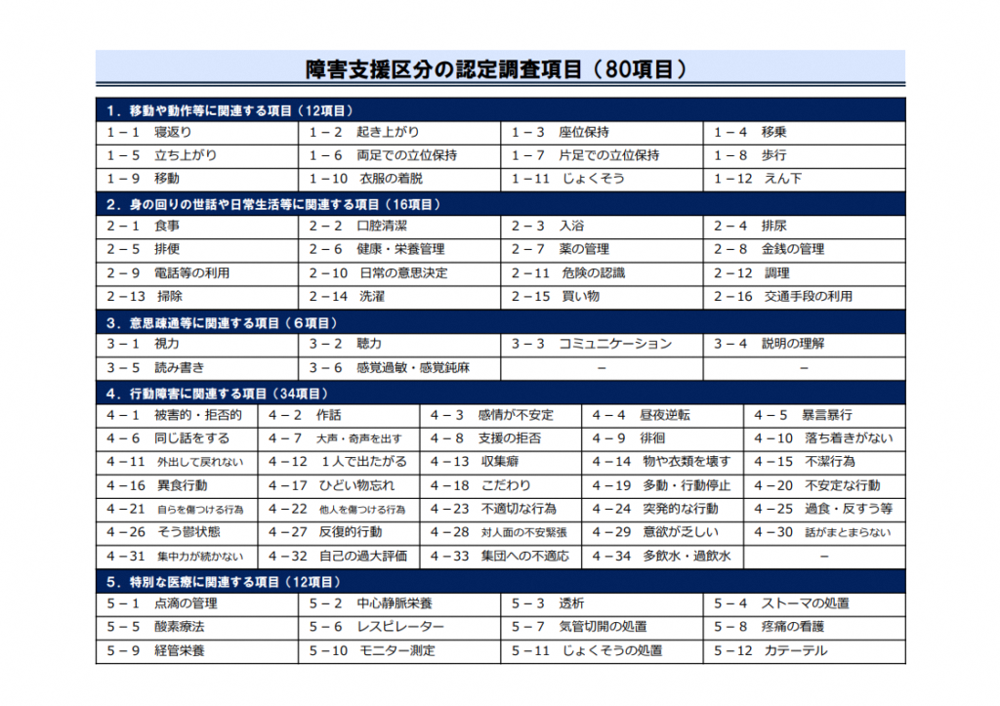 障害支援区分の認定調査項目（80項目）
１．移動や動作等に関連する項目（12項目）
１－１　寝返り　１－２　起き上がり　１－３　座位保持　１－４　移乗
１－５　立ち上がり　１－６　両足での立位保持　１－７　片足での立位保持　１－８　歩行
１－９　移動　１－10　衣服の着脱　１－11　じょくそう　１－12　えん下
２．身の回りの世話や日常生活等に関連する項目（16項目）
２－１　食事　２－２　口腔清潔　２－３　入浴　２－４　排尿
２－５　排便　２－６　健康・栄養管理　２－７　薬の管理　２－８　金銭の管理
２－９　電話等の利用　２－10　日常の意思決定　２－11　危険の認識　２－12　調理
２－13　掃除　２－14　洗濯　２－15　買い物　２－16　交通手段の利用
３．意思疎通等に関連する項目（６項目）
３－１　視力　３－２　聴力　３－３　コミュニケーション　３－４　説明の理解
３－５　読み書き　３－６　感覚過敏・感覚鈍麻　－　－
４．行動障害に関連する項目（34項目）
４－１　被害的・拒否的　４－２　作話　４－３　感情が不安定　４－４　昼夜逆転　４－５　暴言暴行
４－６　同じ話をする　４－７　大声・奇声を出す　４－８　支援の拒否　４－９　徘徊　４－10　落ち着きがない
４－11　外出して戻れない　４－12　１人で出たがる　４－13　収集癖　４－14　物や衣類を壊す　４－15　不潔行為
４－16　異食行動　４－17　ひどい物忘れ　４－18　こだわり　４－19　多動・行動停止　４－20　不安定な行動
４－21　自らを傷つける行為　４－22　他人を傷つける行為　４－23　不適切な行為　４－24　突発的な行動　４－25　過食・反すう等
４－26　そう鬱状態　４－27　反復的行動　４－28　対人面の不安緊張　４－29　意欲が乏しい　４－30　話がまとまらない
４－31　集中力が続かない　４－32　自己の過大評価　４－33　集団への不適応　４－34　多飲水・過飲水　－
５．特別な医療に関連する項目（12項目）
５－１　点滴の管理　５－２　中心静脈栄養　５－３　透析　５－４　ストーマの処置
５－５　酸素療法　５－６　レスピレーター　５－７　気管切開の処置　５－８　疼痛の看護
５－９　経管栄養　５－10　モニター測定　５－11　じょくそうの処置　５－12　カテーテル